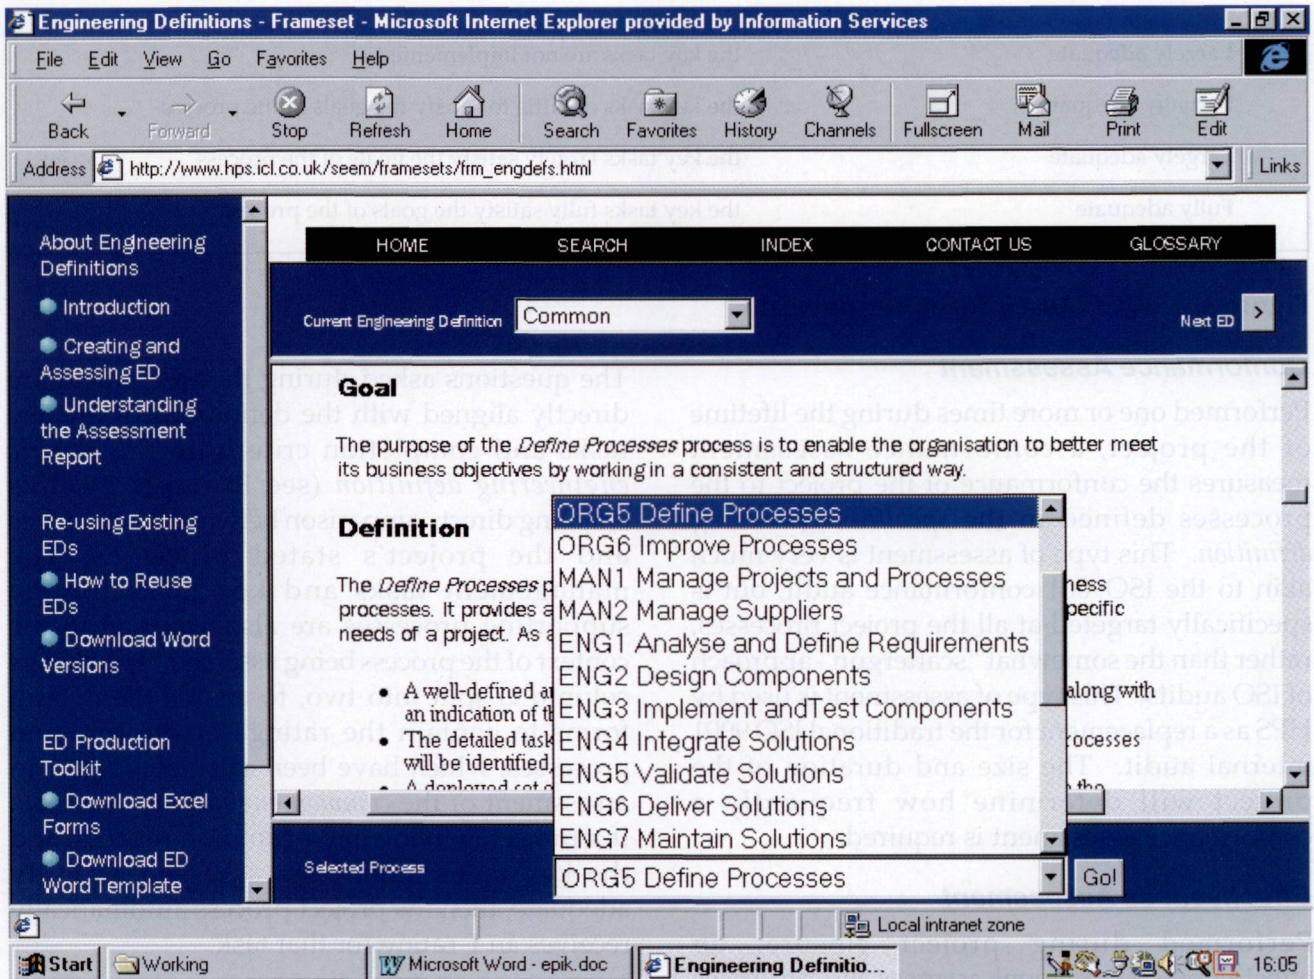 Engineering Definitions - Frameset - Microsoft Internet Explorer provided by Information Services
File Edit View Go Favorites Help
Back Forward Stop Refresh Home Search Favorites History Channels Fullscreen Mail Print Edit
Address http://www.hps.icl.co.uk/seem/framesets/frm_engdefs.html Links
About Engineering
Definitions
Introduction
Creating and
Assessing ED
Understanding
the Assessment
Report
Re-using Existing
EDs
How to Reuse
EDs
Download Word
Versions
ED Production
Toolkit
Download Excel
Forms
Download ED
Word Template
HOME SEARCH INDEX CONTACT US GLOSSARY
Current Engineering Definition Common Next ED >
Goal
The purpose of the Define Processes process is to enable the organisation to better meet
its business objectives by working in a consistent and structured way.
Definition
The Define Processes p ness
processes. It provides a pecific
needs of a project. As a
• A well-defined a along with
an indication of t
• The detailed task ocesses
will be identified,
ORG5 Define Processes
ORG6 Improve Processes
MAN1 Manage Projects and Processes
MAN2 Manage Suppliers
ENG1 Analyse and Define Requirements
ENG2 Design Components
ENG3 Implement andTest Components
ENG4 Integrate Solutions
ENG5 Validate Solutions
ENG6 Deliver Solutions
ENG7 Maintain Solutions
Selected Process ORG5 Define Processes Go!
Local intranet zone
Start Working Microsoft Word - epik.doc Engineering Definitio... 16:05